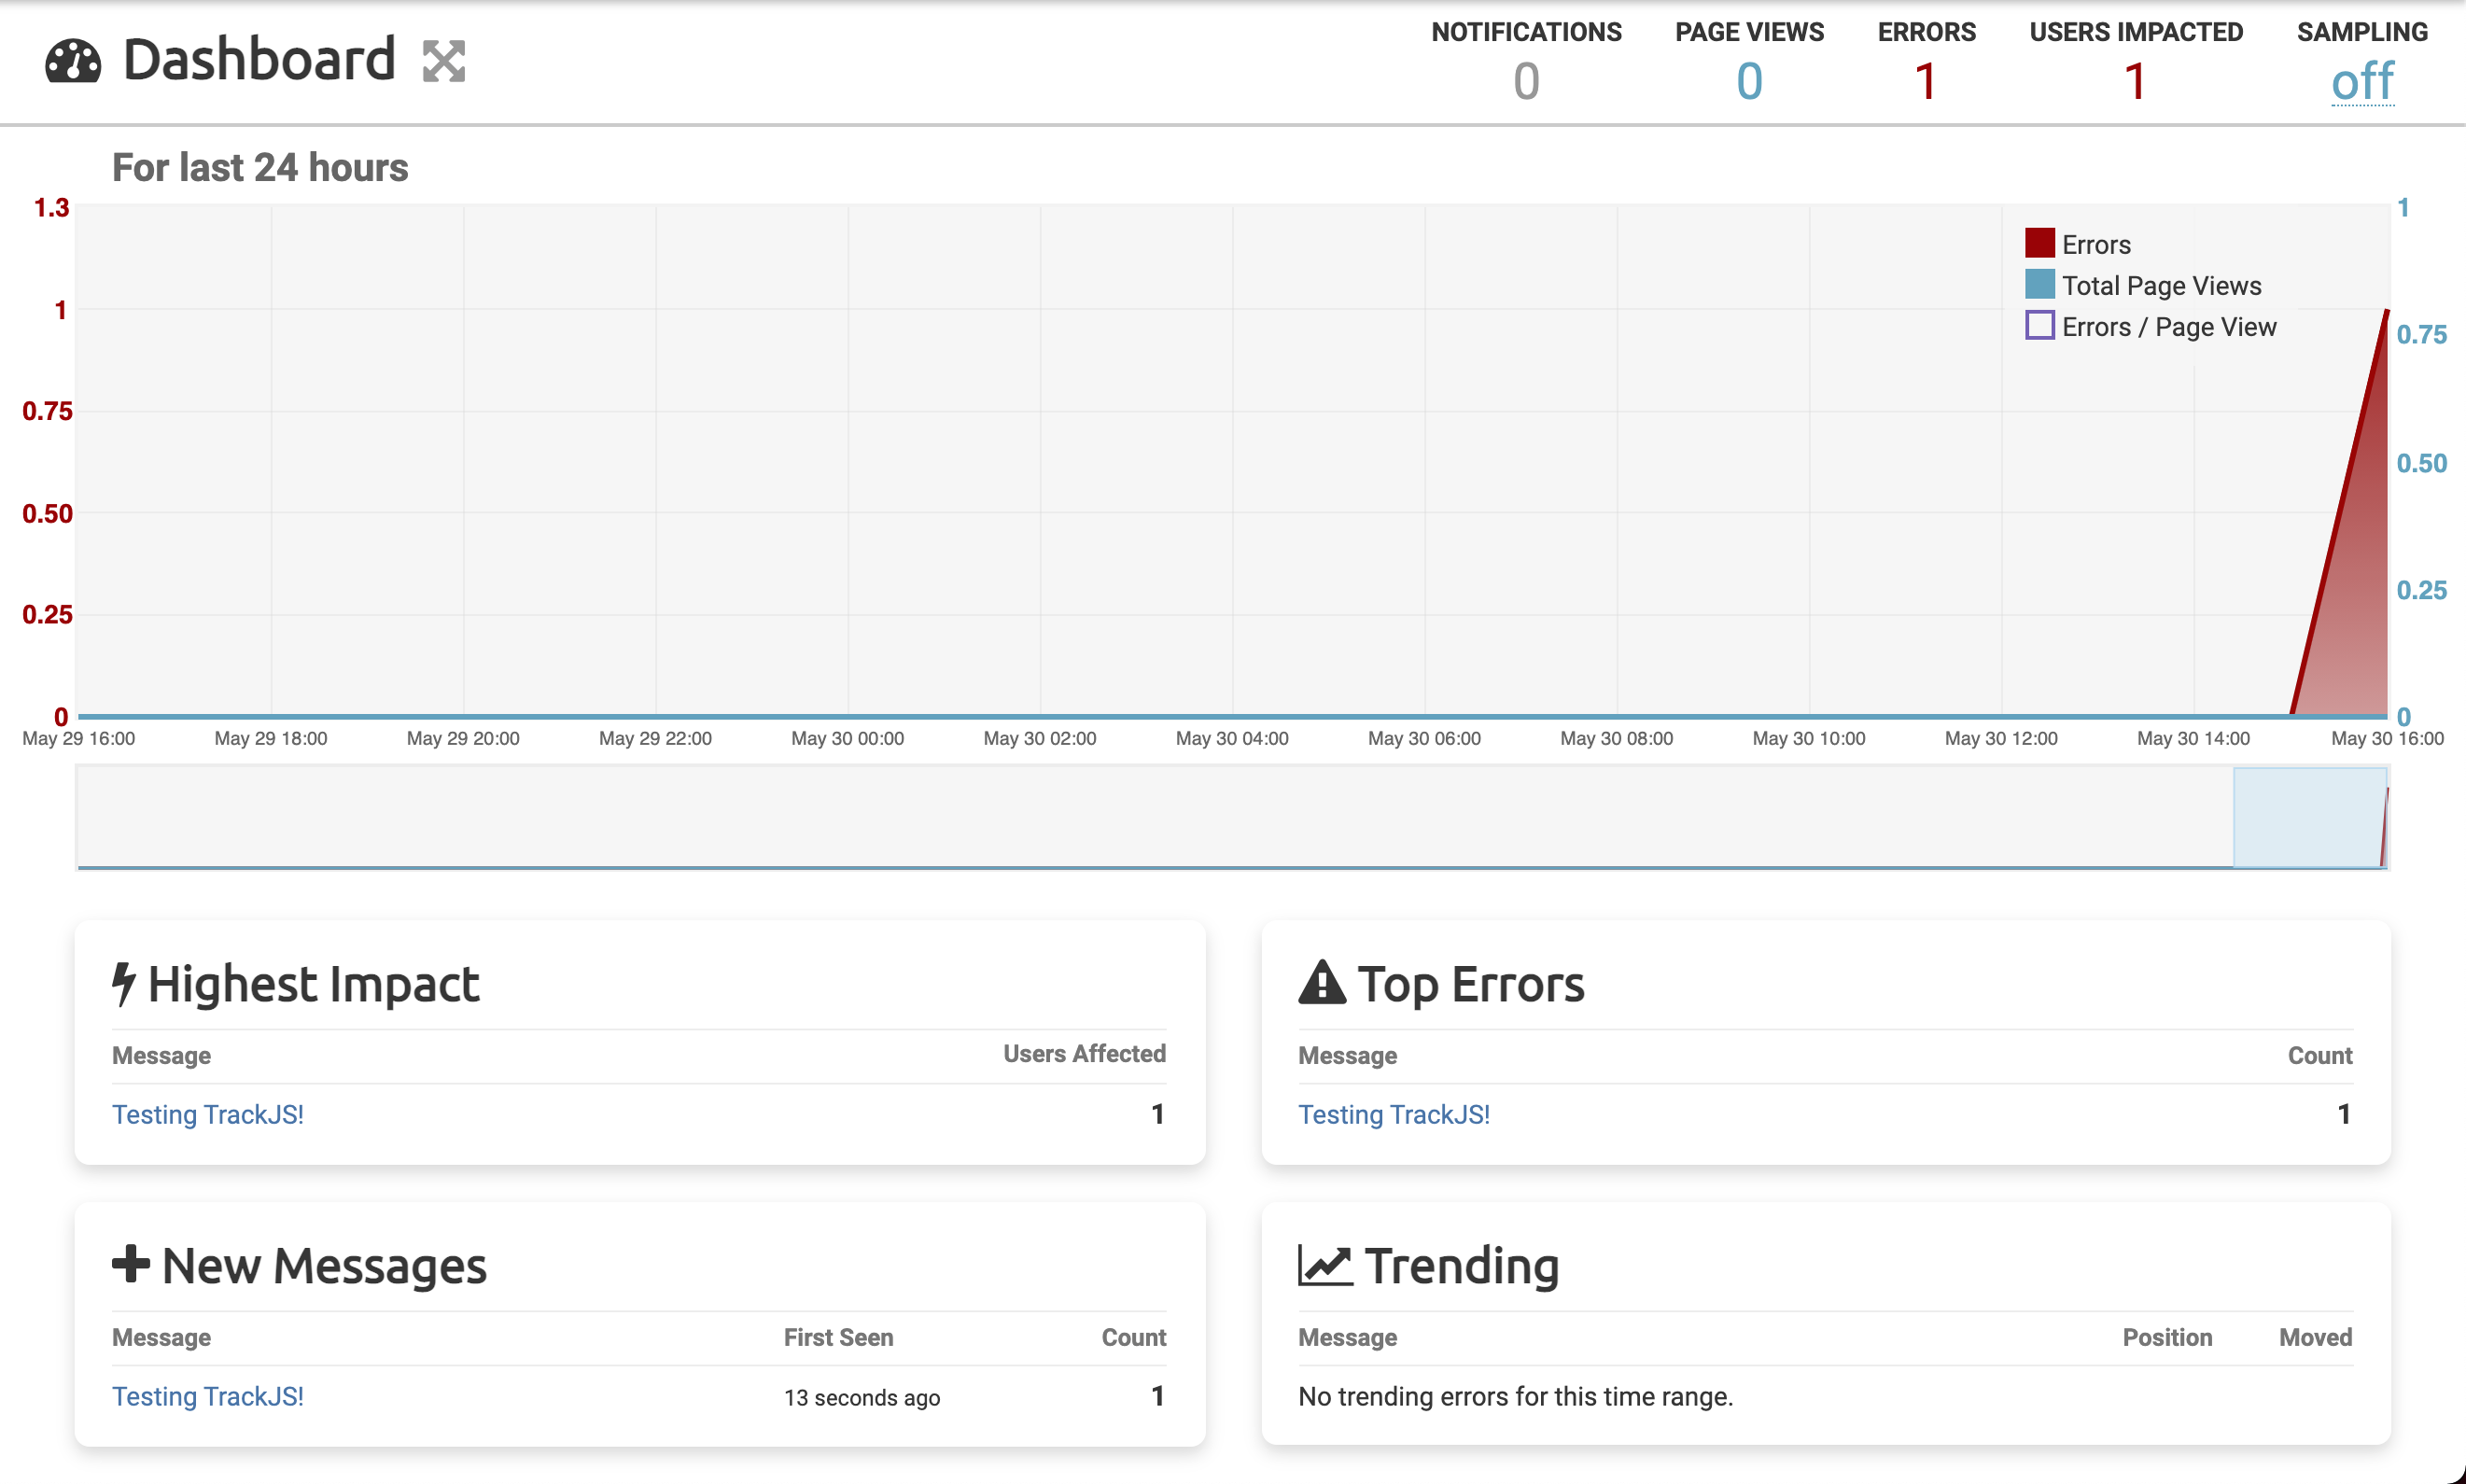 Dashboard
NOTIFICATIONS PAGE VIEWS ERRORS USERS IMPACTED SAMPLING
0 0 1 1 off
For last 24 hours
1.3
1
0.75
0.50
0.25
0
1
0.75
0.50
0.25
0
Errors
Total Page Views
Errors / Page View
May 29 16:00 May 29 18:00 May 29 20:00 May 29 22:00 May 30 00:00 May 30 02:00 May 30 04:00 May 30 06:00 May 30 08:00 May 30 10:00 May 30 12:00 May 30 14:00 May 30 16:00
Highest Impact
Message Users Affected
Testing TrackJS! 1
Top Errors
Message Count
Testing TrackJS! 1
New Messages
Message First Seen Count
Testing TrackJS! 13 seconds ago 1
Trending
Message Position Moved
No trending errors for this time range.